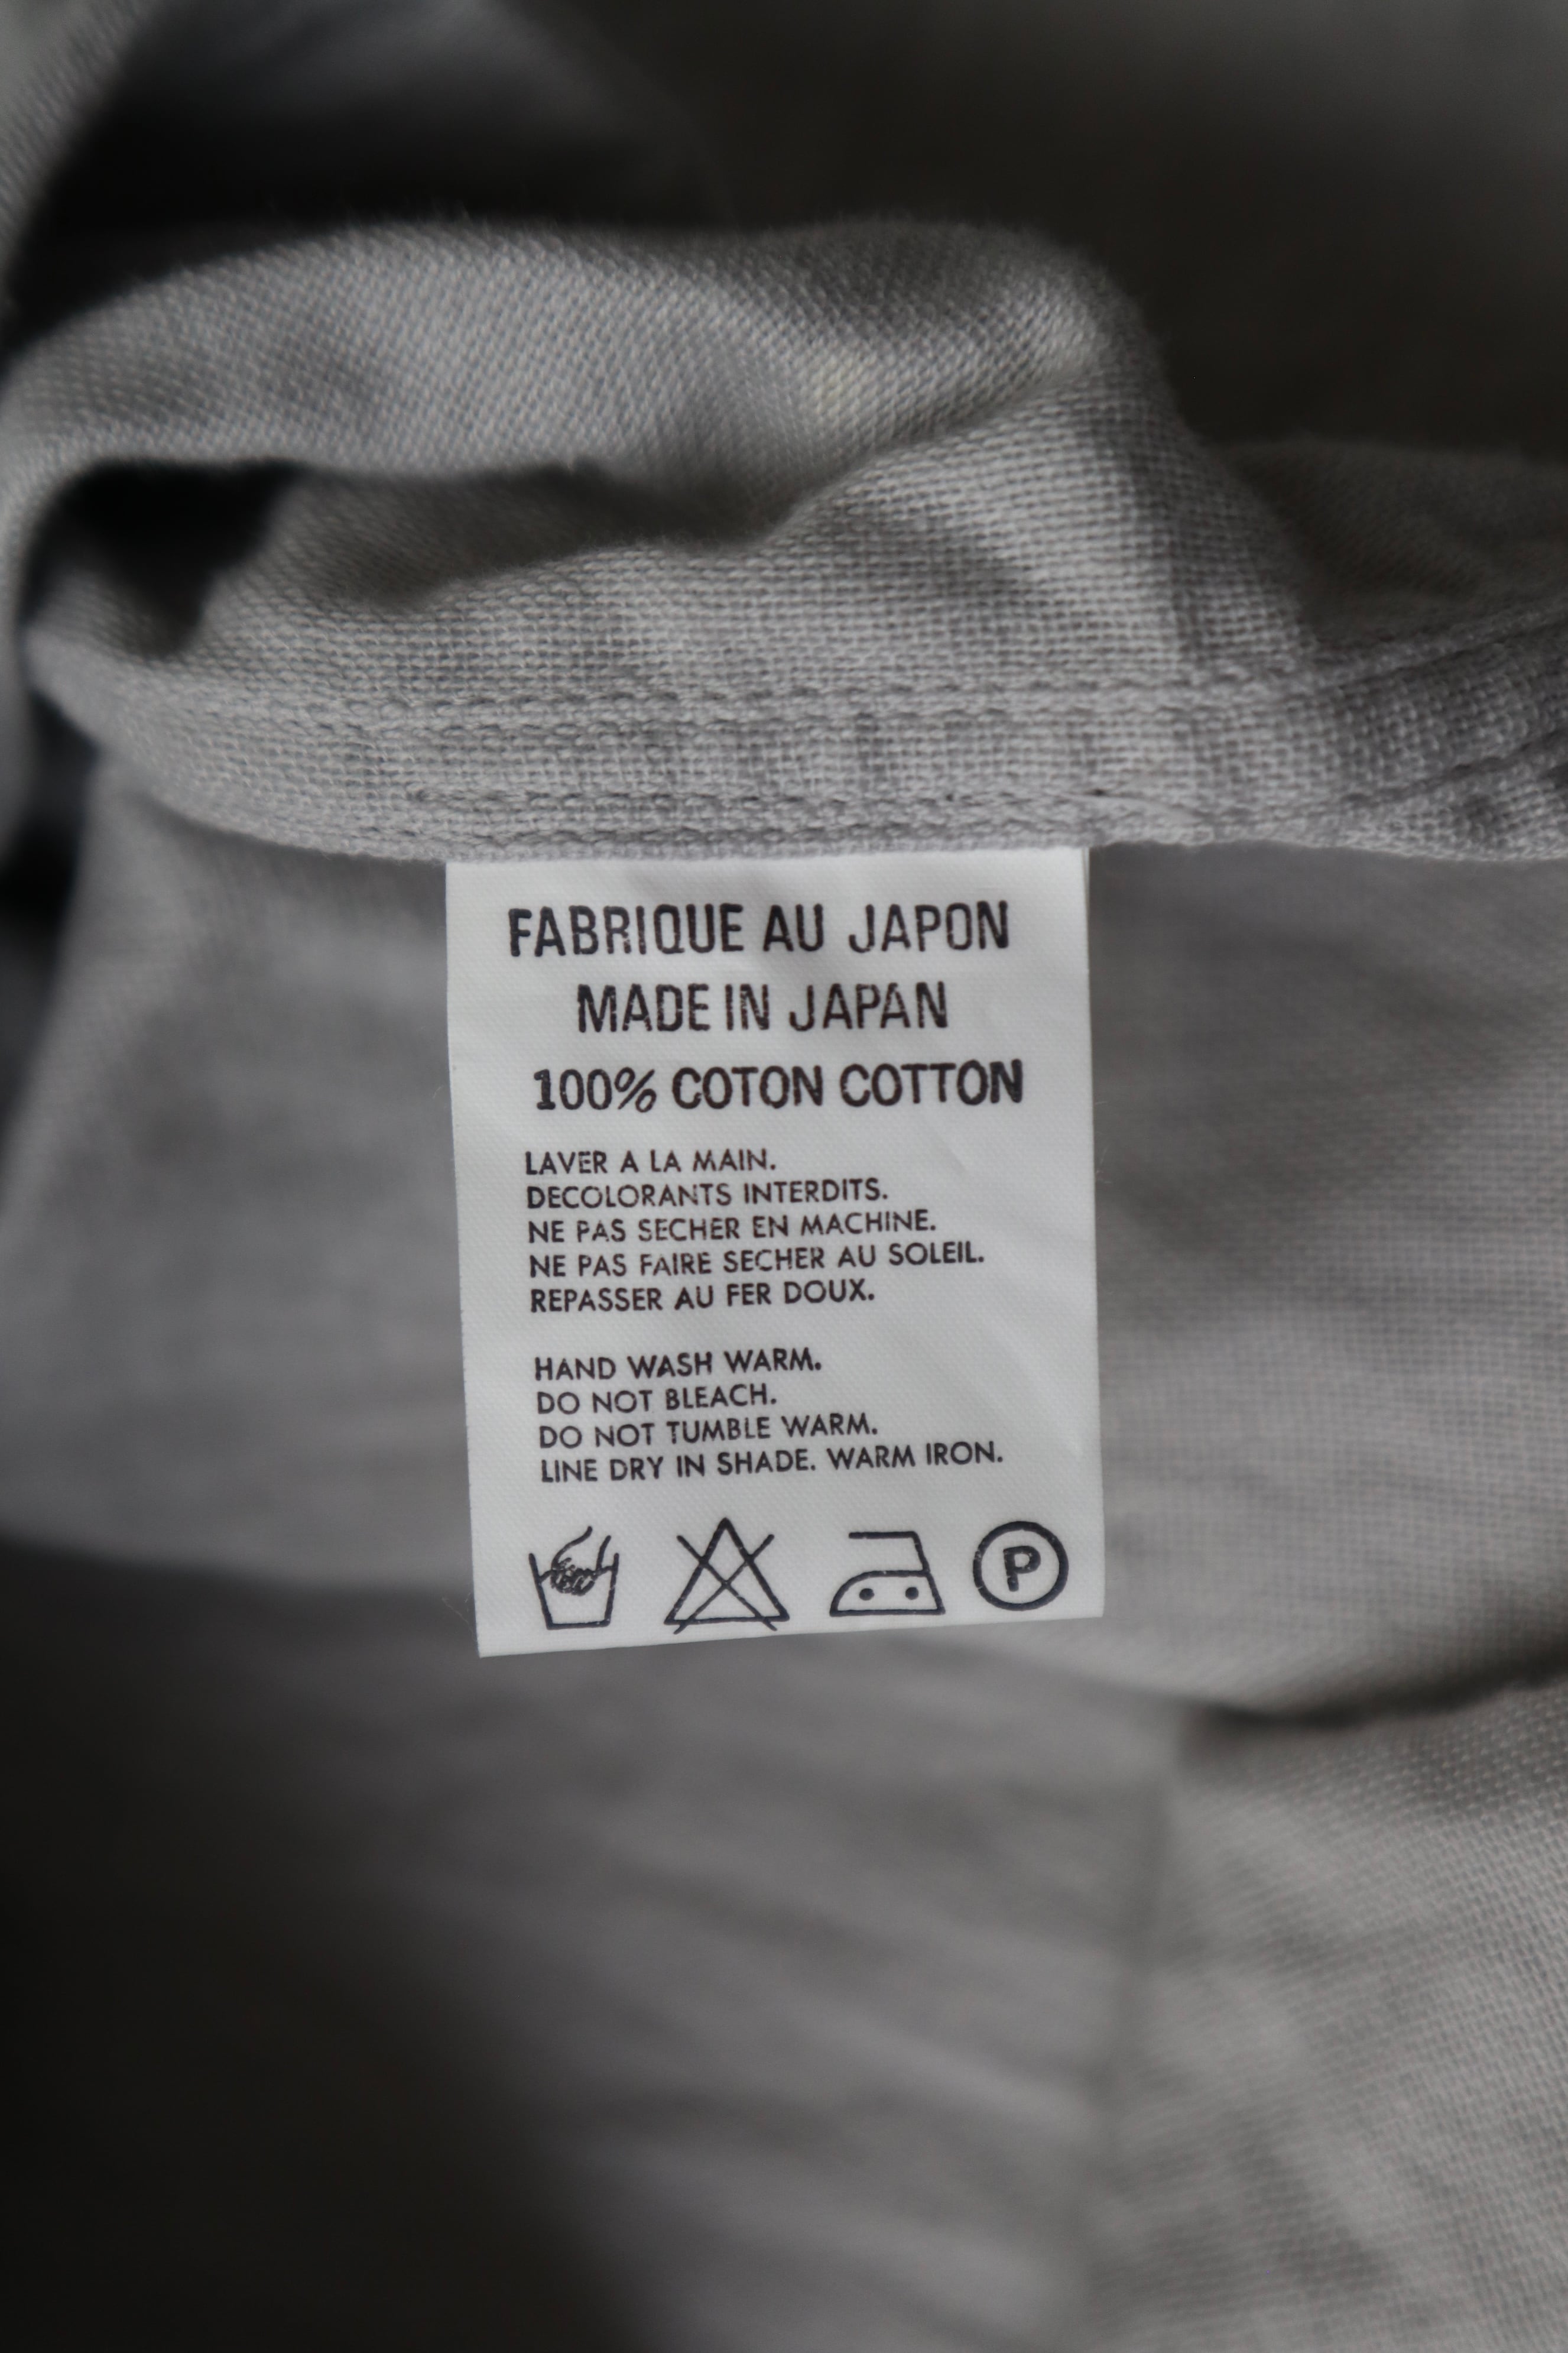 FABRIQUE AU JAPON
MADE IN JAPAN
100% COTON COTTON
LAVER A LA MAIN.
DECOLORANTS INTERDITS.
NE PAS SECHER EN MACHINE.
NE PAS FAIRE SECHER AU SOLEIL.
REPASSER AU FER DOUX.
HAND WASH WARM.
DO NOT BLEACH.
DO NOT TUMBLE WARM.
LINE DRY IN SHADE. WARM IRON.
P